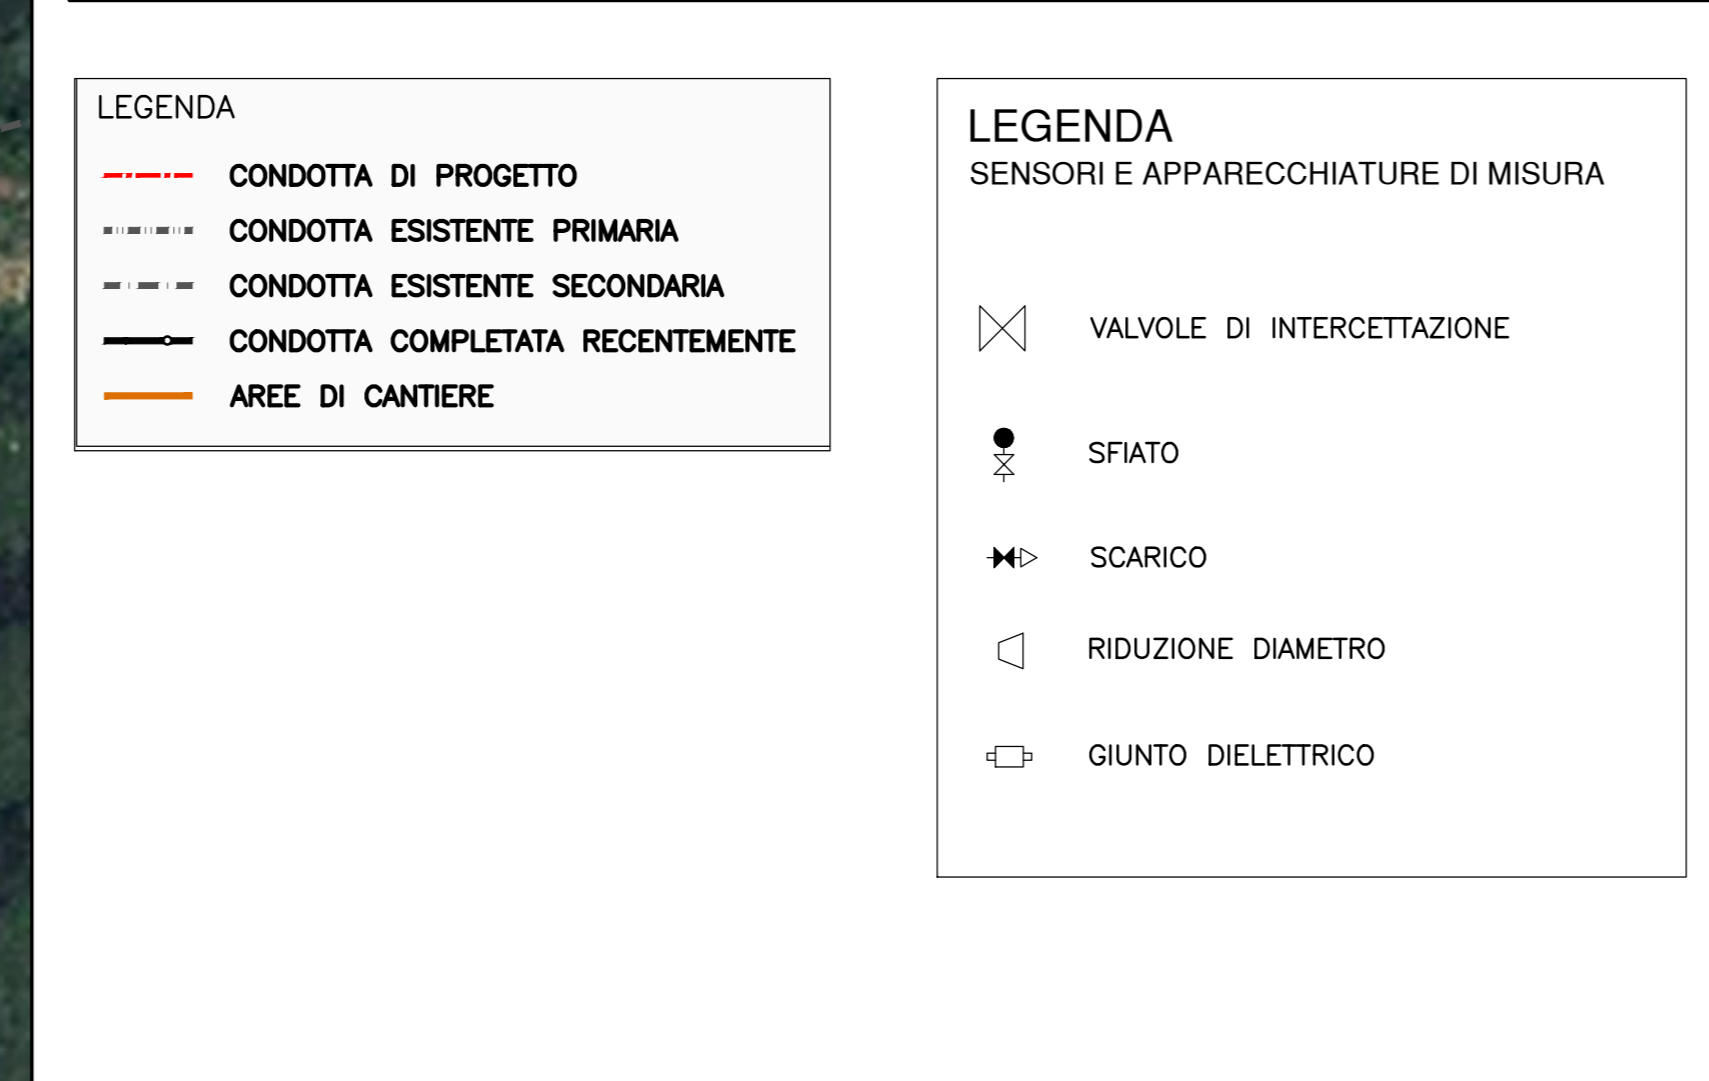 LEGENDA
CONDOTTA DI PROGETTO
CONDOTTA ESISTENTE PRIMARIA
CONDOTTA ESISTENTE SECONDARIA
CONDOTTA COMPLETATA RECENTEMENTE
AREE DI CANTIERE
LEGENDA
SENSORI E APPARECCHIATURE DI MISURA
VALVOLE DI INTERCETTAZIONE
SFIATO
SCARICO
RIDUZIONE DIAMETRO
GIUNTO DIELETTRICO